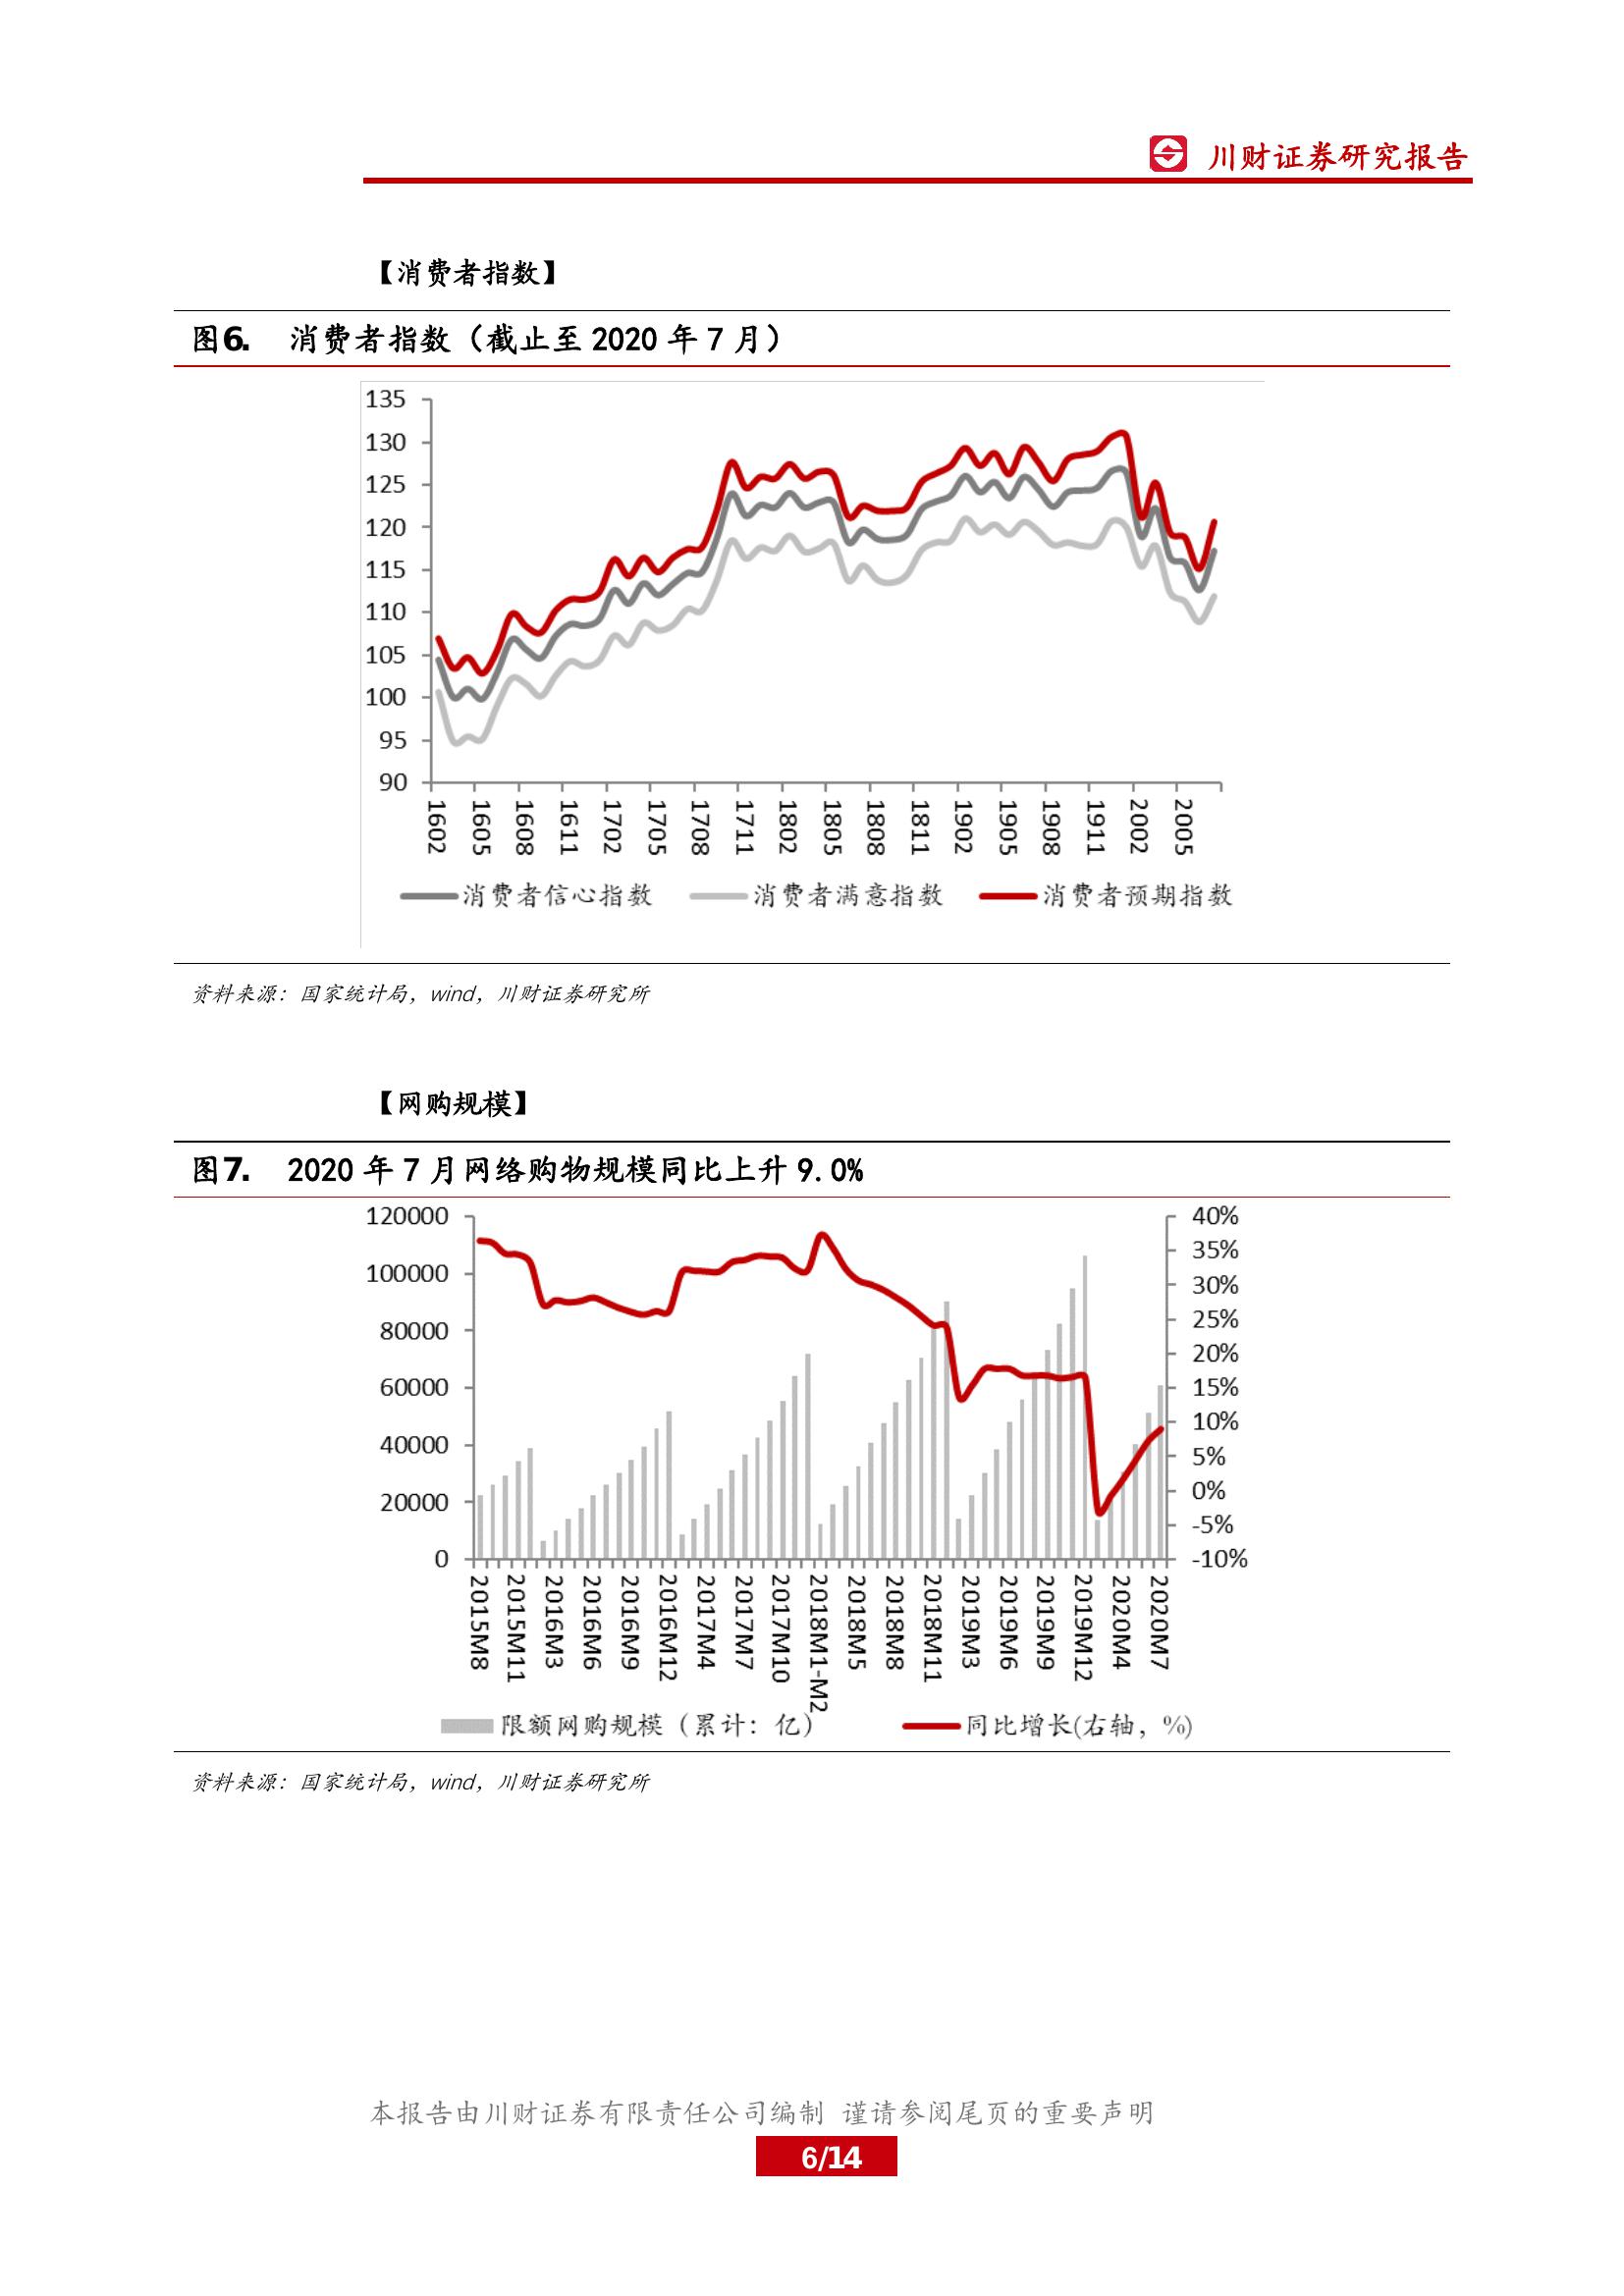 川财证券研究报告
【消费者指数】
图6. 消费者指数（截止至 2020 年 7 月）
135
130
125
120
115
110
105
100
95
90
1602 1605 1608 1611 1702 1705 1708 1711 1802 1805 1808 1811 1902 1905 1908 1911 2002 2005
消费者信心指数 消费者满意指数 消费者预期指数
资料来源：国家统计局，wind，川财证券研究所
【网购规模】
图7. 2020 年 7 月网络购物规模同比上升 9.0%
120000 40%
35%
100000 30%
25%
80000 20%
60000 15%
10%
40000 5%
20000 0%
-5%
0 -10%
2015M8 2015M11 2016M3 2016M6 2016M9 2016M12 2017M4 2017M7 2017M10 2018M1-M2 2018M5 2018M8 2018M11 2019M3 2019M6 2019M9 2019M12 2020M4 2020M7
限额网购规模（累计：亿） 同比增长(右轴，%)
资料来源：国家统计局，wind，川财证券研究所
本报告由川财证券有限责任公司编制 谨请参阅尾页的重要声明
6/14